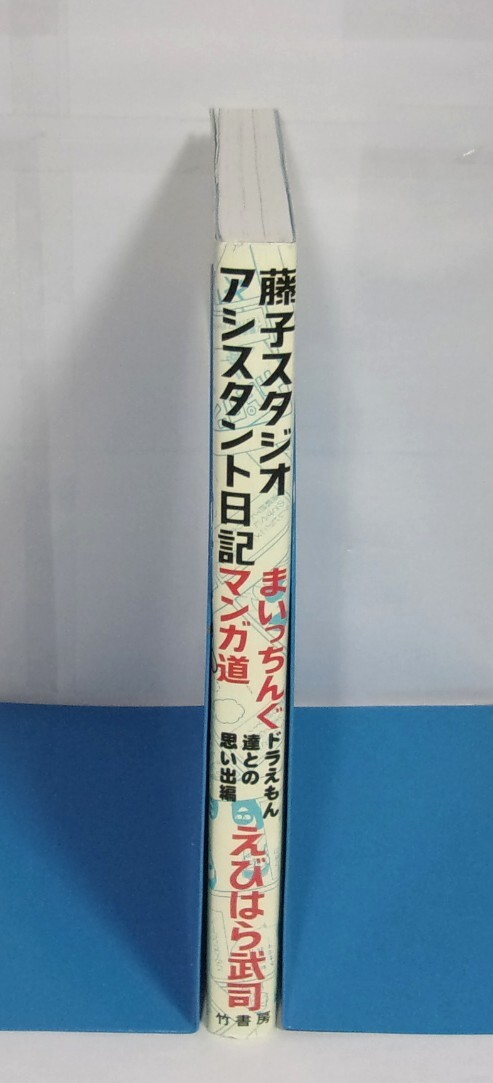 藤子スタジオ
アシスタント日記
まいっちんぐ
マンガ道
ドラえもん
達との
思い出編
えびはら武司
竹書房